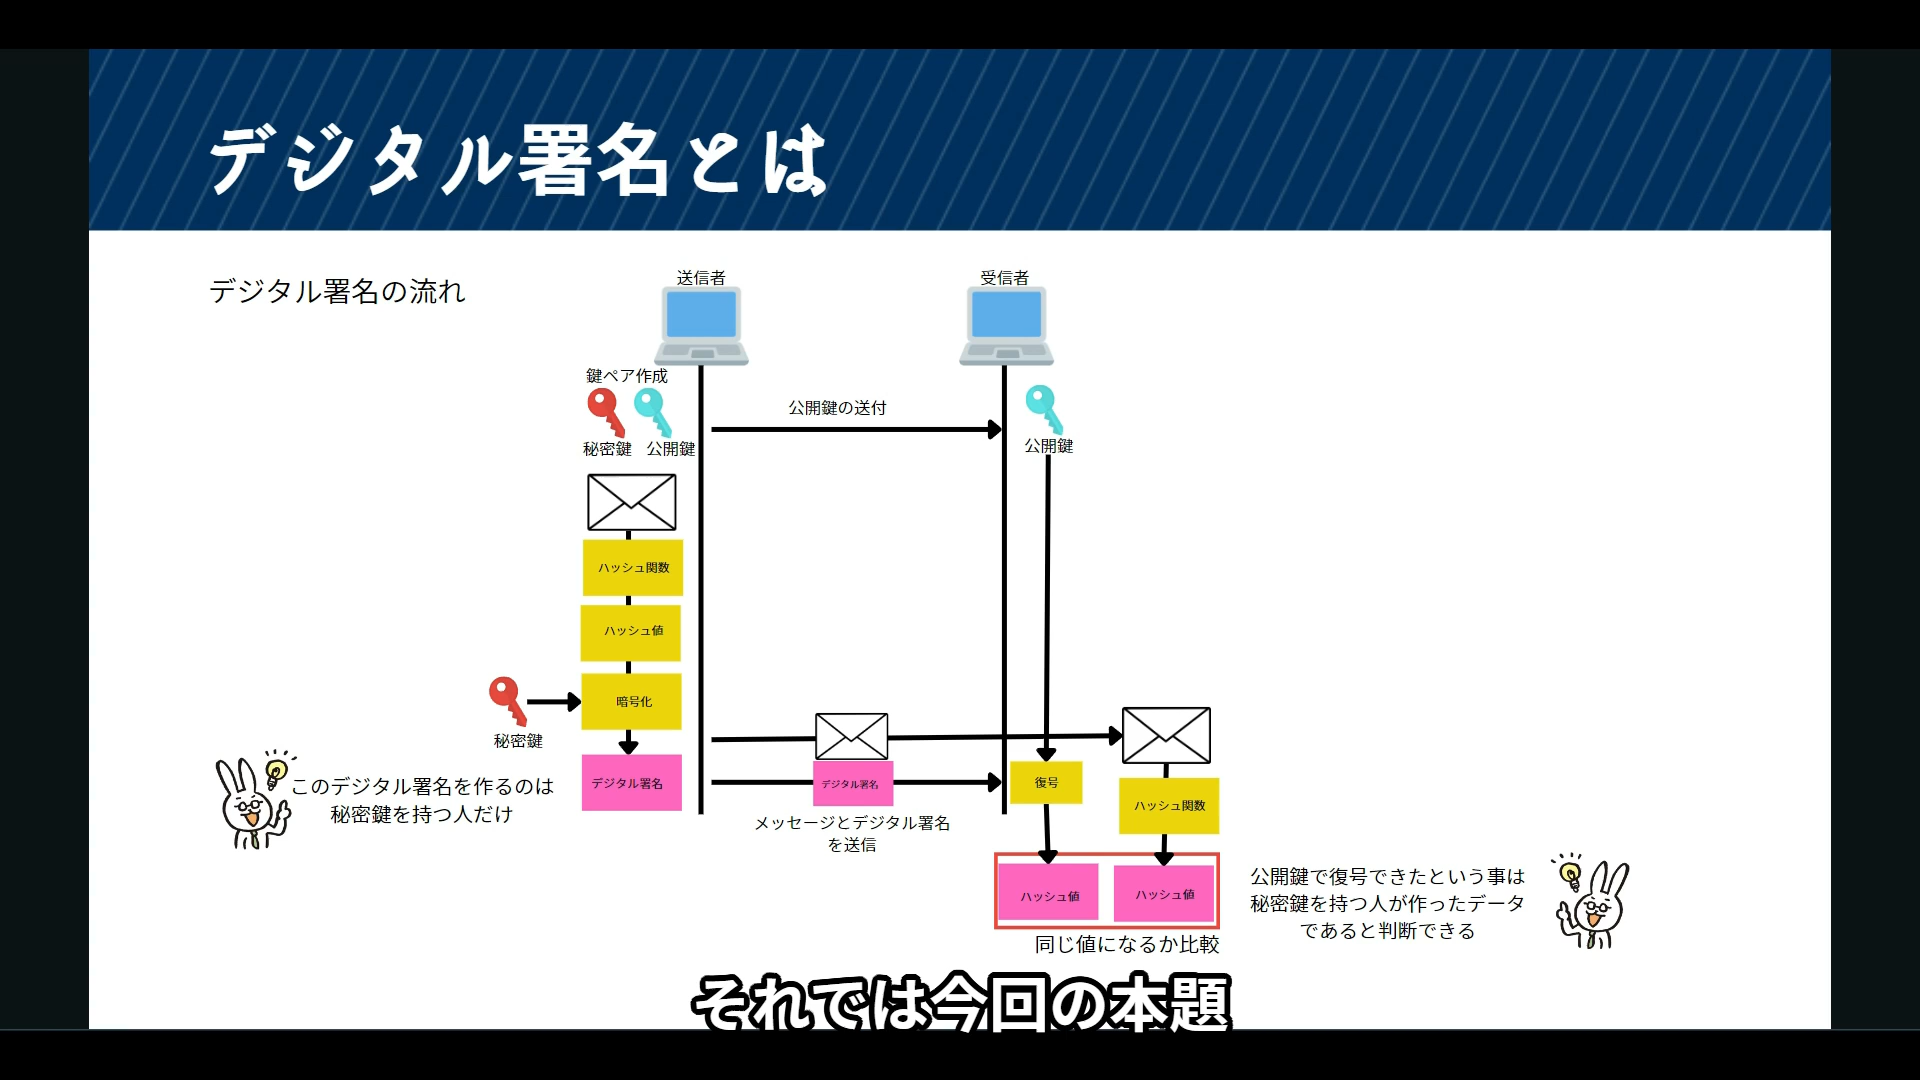 デジタル署名とは
デジタル署名の流れ
送信者
受信者
鍵ペア作成
秘密鍵
公開鍵
公開鍵の送付
公開鍵
ハッシュ関数
ハッシュ値
暗号化
秘密鍵
デジタル署名
このデジタル署名を作るのは
秘密鍵を持つ人だけ
デジタル署名
メッセージとデジタル署名
を送信
復号
ハッシュ関数
ハッシュ値
ハッシュ値
同じ値になるか比較
公開鍵で復号できたという事は
秘密鍵を持つ人が作ったデータ
であると判断できる
それでは今回の本題